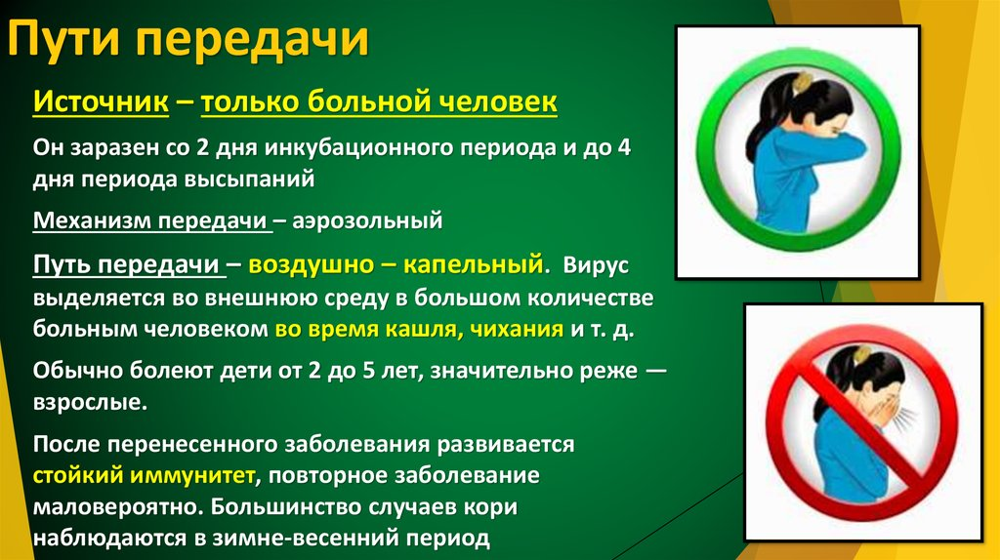 Пути передачи
Источник – только больной человек
Он заразен со 2 дня инкубационного периода и до 4
дня периода высыпаний
Механизм передачи – аэрозольный
Путь передачи – воздушно – капельный. Вирус
выделяется во внешнюю среду в большом количестве
больным человеком во время кашля, чихания и т. д.
Обычно болеют дети от 2 до 5 лет, значительно реже —
взрослые.
После перенесенного заболевания развивается
стойкий иммунитет, повторное заболевание
маловероятно. Большинство случаев кори
наблюдаются в зимне-весенний период